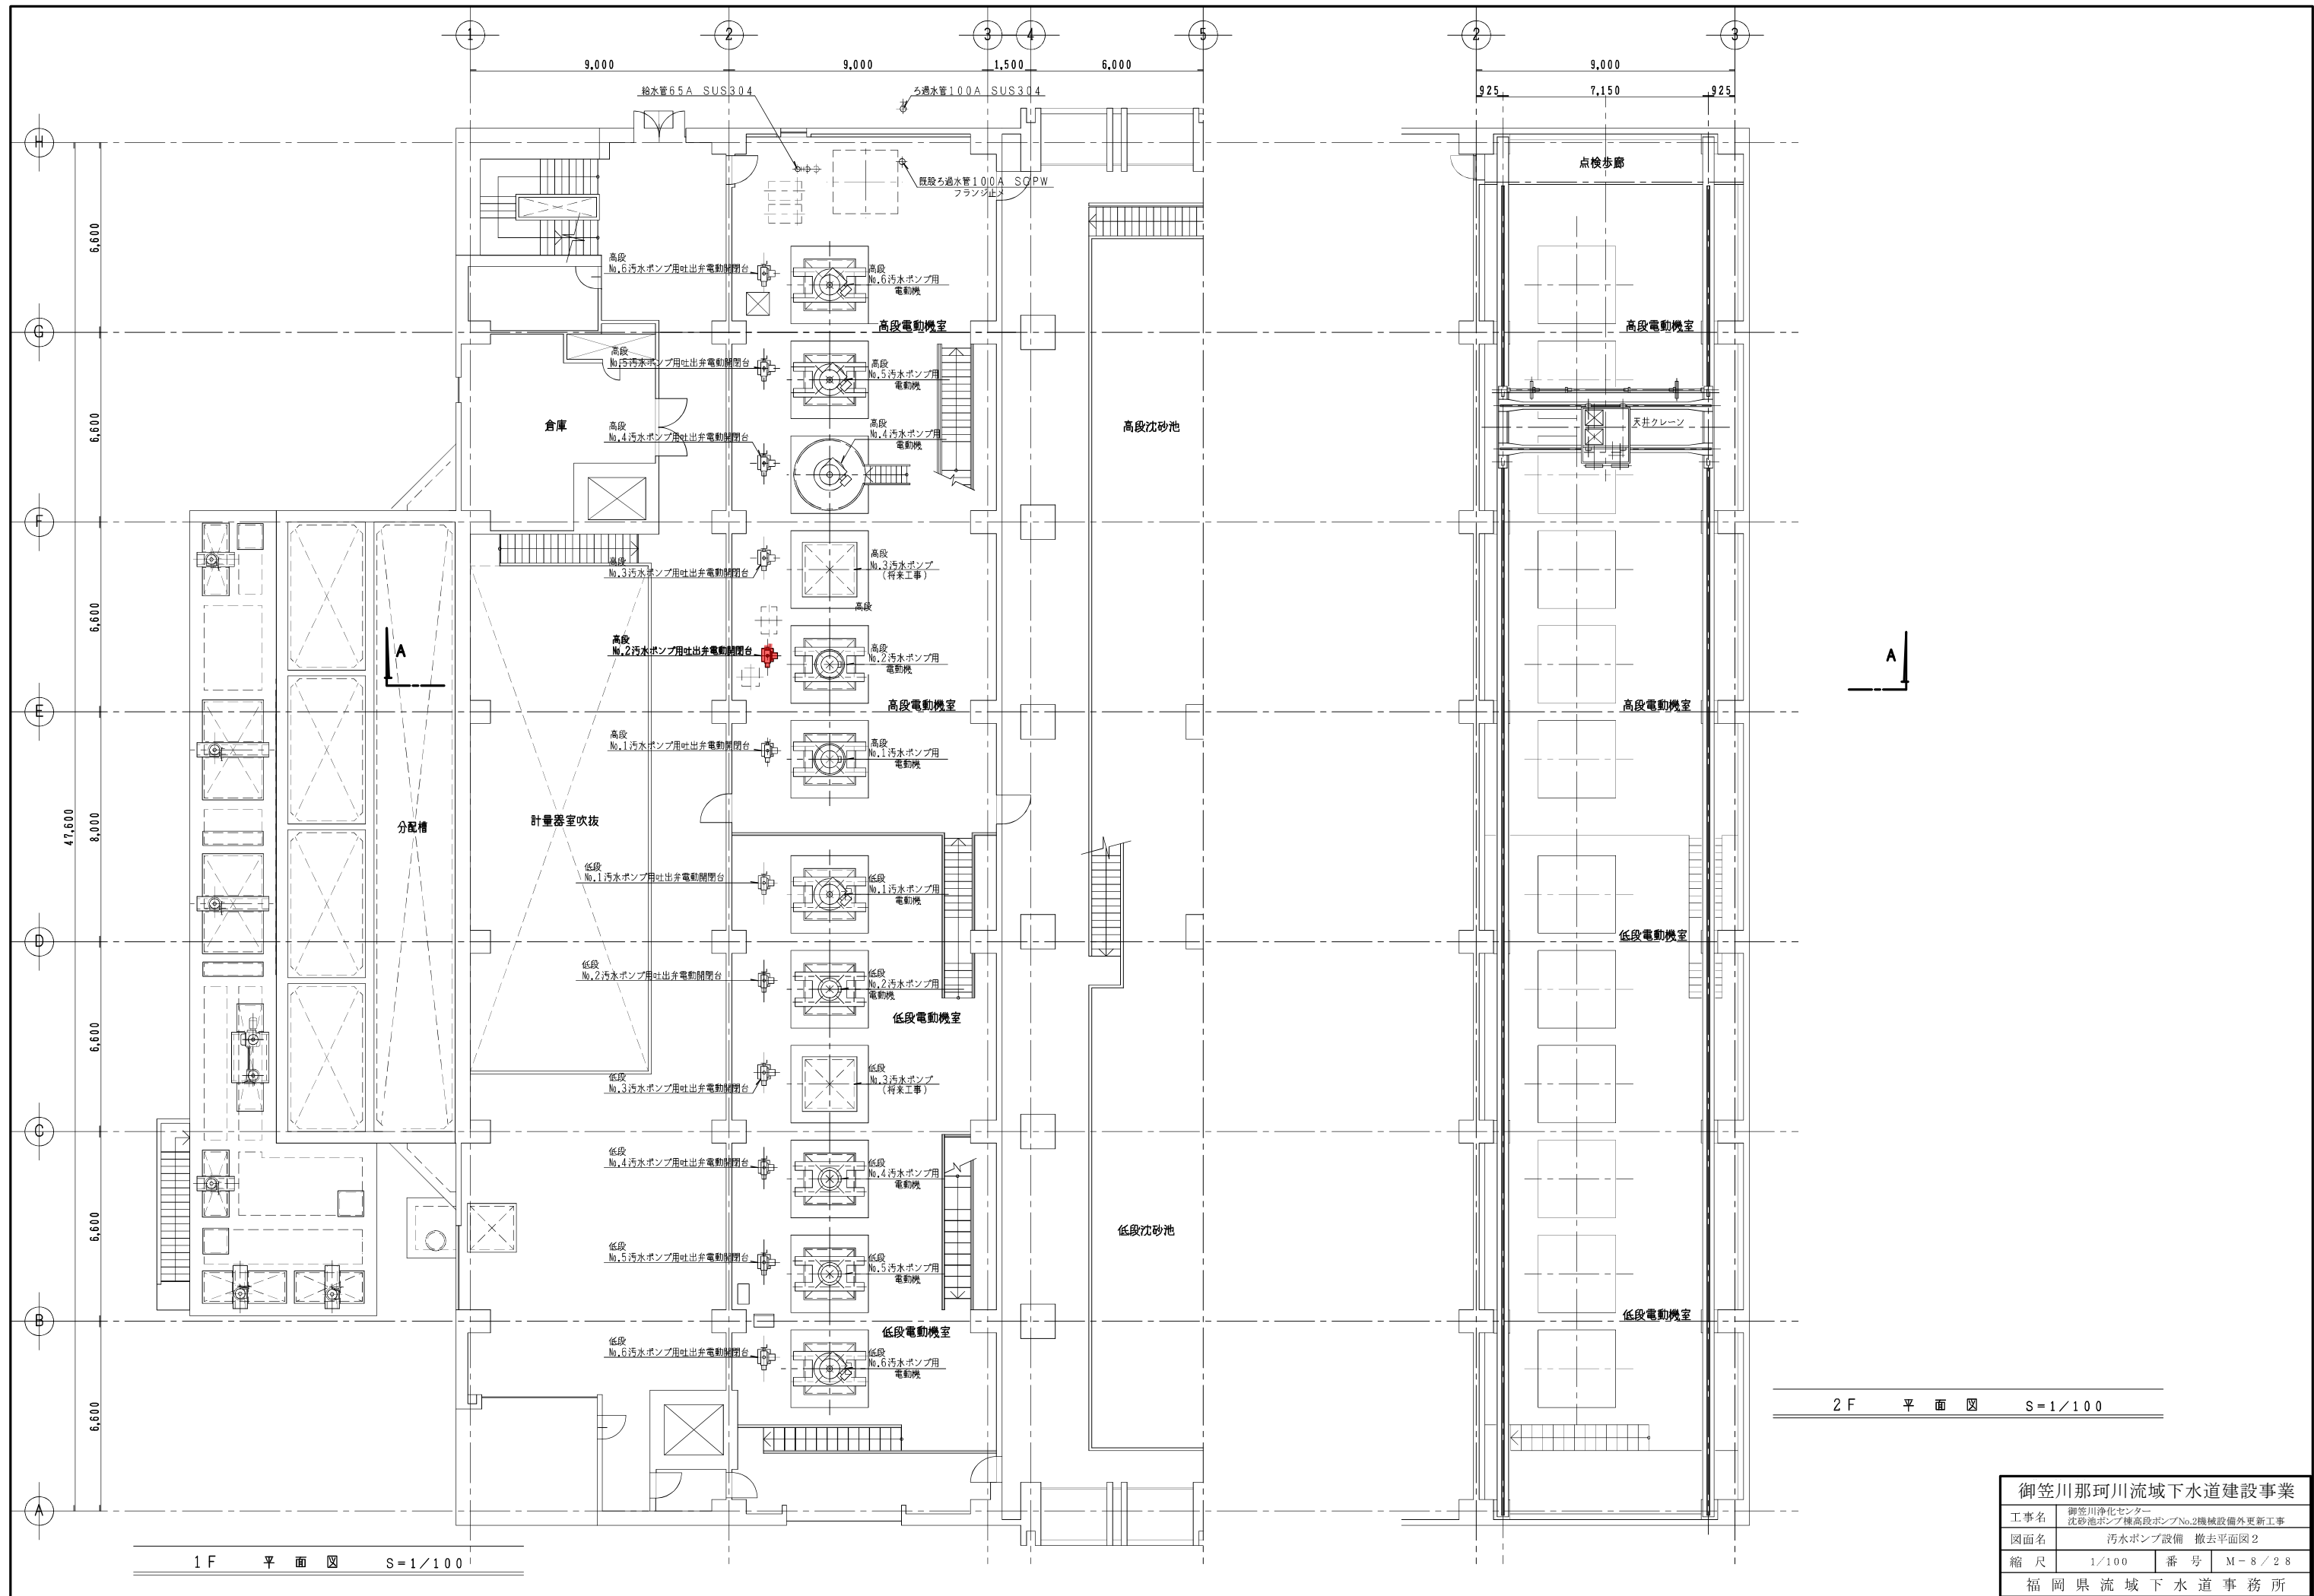 1
2
3
4
5
2
3
9,000
9,000
1,500
6,000
9,000
925
7,150
925
給水管65A SUS304
ろ過水管100A SUS304
既設ろ過水管100A SGPW
フランジ止メ
点検歩廊
H
G
F
E
D
C
B
A
6,600
6,600
6,600
8,000
6,600
6,600
6,600
47,600
高段
No.6汚水ポンプ用吐出弁電動開閉台
高段
No.6汚水ポンプ用
電動機
高段電動機室
高段電動機室
高段
No.5汚水ポンプ用吐出弁電動開閉台
高段
No.5汚水ポンプ用
電動機
倉庫
高段
No.4汚水ポンプ用吐出弁電動開閉台
高段
No.4汚水ポンプ用
電動機
高段沈砂池
天井クレーン
高段
No.3汚水ポンプ用吐出弁電動開閉台
高段
No.3汚水ポンプ
(将来工事)
高段
高段
No.2汚水ポンプ用吐出弁電動開閉台
高段
No.2汚水ポンプ用
電動機
A
A
高段電動機室
高段電動機室
高段
No.1汚水ポンプ用吐出弁電動開閉台
高段
No.1汚水ポンプ用
電動機
分配槽
計量器室吹抜
低段
No.1汚水ポンプ用吐出弁電動開閉台
低段
No.1汚水ポンプ用
電動機
低段電動機室
低段
No.2汚水ポンプ用吐出弁電動開閉台
低段
No.2汚水ポンプ用
電動機
低段電動機室
低段
No.3汚水ポンプ用吐出弁電動開閉台
低段
No.3汚水ポンプ
(将来工事)
低段
No.4汚水ポンプ用吐出弁電動開閉台
低段
No.4汚水ポンプ用
電動機
低段沈砂池
低段
No.5汚水ポンプ用吐出弁電動開閉台
低段
No.5汚水ポンプ用
電動機
低段電動機室
低段電動機室
低段
No.6汚水ポンプ用吐出弁電動開閉台
低段
No.6汚水ポンプ用
電動機
1F 平面図 S=1/100
2F 平面図 S=1/100
御笠川那珂川流域下水道建設事業
工事名 御笠川浄化センター
沈砂池ポンプ棟高段ポンプNo.2機械設備外更新工事
図面名 汚水ポンプ設備 撤去平面図2
縮尺 1/100 番号 M-8/28
福岡県流域下水道事務所